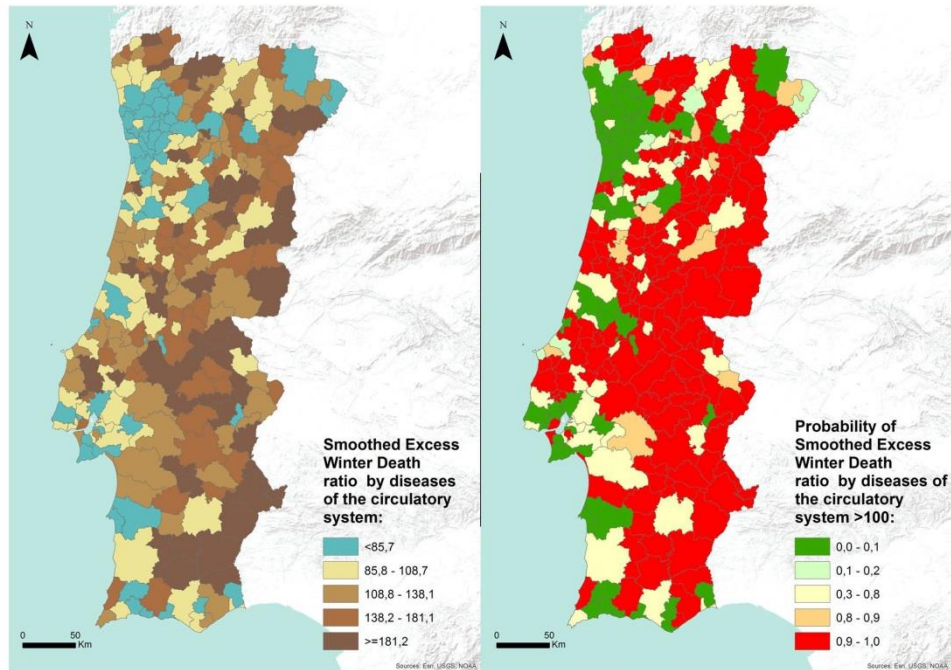 N
Smoothed Excess
Winter Death
ratio by diseases
of the circulatory
system:
<85,7
85,8 - 108,7
108,8 - 138,1
138,2 - 181,1
>=181,2
0 50
Km
Sources: Esri, USGS, NOAA
N
Probability of
Smoothed Excess
Winter Death
ratio by diseases of
the circulatory
system >100:
0,0 - 0,1
0,1 - 0,2
0,3 - 0,8
0,8 - 0,9
0,9 - 1,0
0 50
Km
Sources: Esri, USGS, NOAA